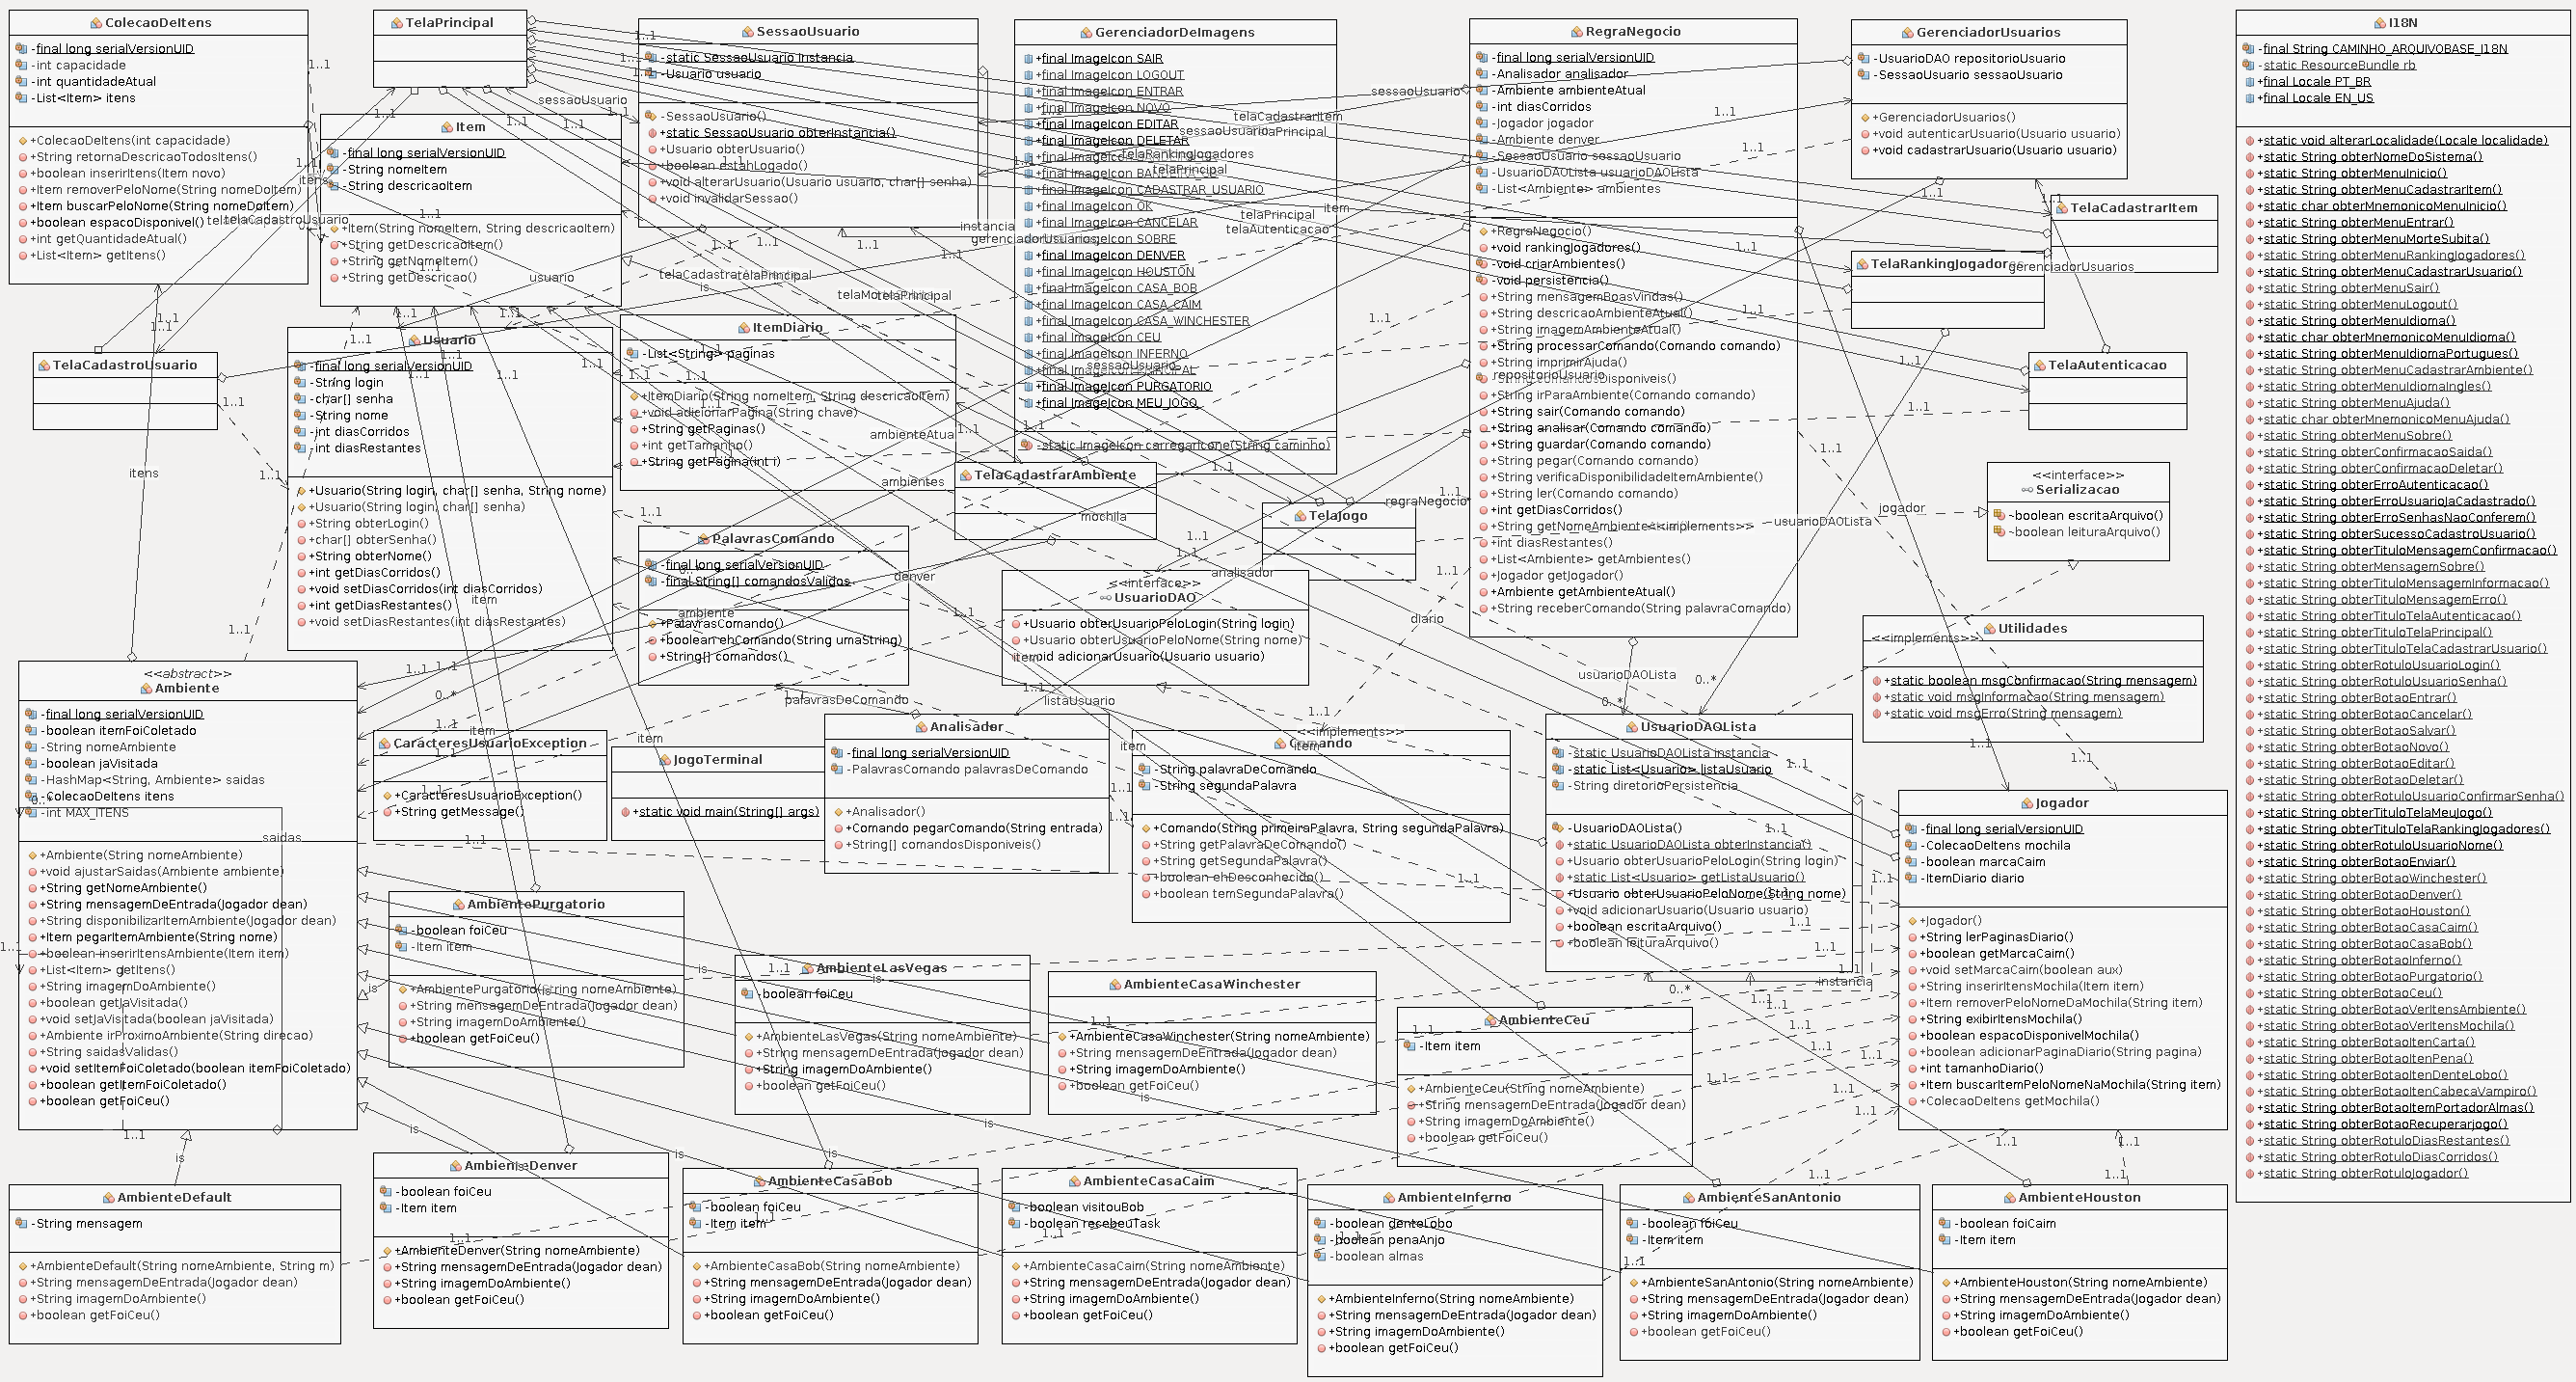 ColecaoDeItens
-final long serialVersionUID
-int capacidade
-int quantidadeAtual
-List<Item> itens
+ColecaoDeItens(int capacidade)
+String retornaDescricaoTodosItens()
+boolean inserirItens(Item novo)
+Item removerPeloNome(String nomeDoItem)
+Item buscarPeloNome(String nomeDoItem)
+boolean espacoDisponivel()
+int getQuantidadeAtual()
+List<Item> getItens()
TelaPrincipal
Item
-final long serialVersionUID
-String nomeItem
-String descricaoItem
+Item(String nomeItem, String descricaoItem)
+String getDescricaoItem()
+String getNomeItem()
+String getDescricao()
SessaoUsuario
-static SessaoUsuario instancia
-Usuario usuario
-SessaoUsuario()
+static SessaoUsuario obterInstancia()
+Usuario obterUsuario()
+boolean estahLogado()
+void alterarUsuario(Usuario usuario, char[] senha)
+void invalidarSessao()
GerenciadorDeImagens
+final ImageIcon SAIR
+final ImageIcon LOGOUT
+final ImageIcon ENTRAR
+final ImageIcon NOVO
+final ImageIcon EDITAR
+final ImageIcon DELETAR
+final ImageIcon CADASTRAR_USUARIO
+final ImageIcon OK
+final ImageIcon CANCELAR
+final ImageIcon SOBRE
+final ImageIcon DENVER
+final ImageIcon HOUSTON
+final ImageIcon CASA_BOB
+final ImageIcon CASA_CAIM
+final ImageIcon CASA_WINCHESTER
+final ImageIcon CEU
+final ImageIcon INFERNO
+final ImageIcon PURGATORIO
+final ImageIcon MEU_JOGO
-static ImageIcon carregarIcone(String caminho)
RegraNegocio
-final long serialVersionUID
-Analisador analisador
-Ambiente ambienteAtual
-int diasCorridos
-Jogador jogador
-Ambiente denver
-SessaoUsuario sessaoUsuario
-UsuarioDAOLista usuarioDAOLista
-List<Ambiente> ambientes
+RegraNegocio()
+void rankingJogadores()
-void criarAmbientes()
-void persistencia()
+String mensagemBoasVindas()
+String descricaoAmbienteAtual()
+String imagemAmbienteAtual()
+String processarComando(Comando comando)
+String imprimirAjuda()
+String irParaAmbiente(Comando comando)
+String sair(Comando comando)
+String analisar(Comando comando)
+String guardar(Comando comando)
+String pegar(Comando comando)
+String verificaDisponibilidadeItemAmbiente()
+String ler(Comando comando)
+int getDiasCorridos()
+int diasRestantes()
+List<Ambiente> getAmbientes()
+Jogador getJogador()
+Ambiente getAmbienteAtual()
+String receberComando(String palavraComando)
GerenciadorUsuarios
-UsuarioDAO repositorioUsuario
-SessaoUsuario sessaoUsuario
+GerenciadorUsuarios()
+void autenticarUsuario(Usuario usuario)
+void cadastrarUsuario(Usuario usuario)
TelaCadastrarItem
gerenciadorUsuarios
TelaAutenticacao
<<interface>>
Serializacao
~boolean escritaArquivo()
~boolean leituraArquivo()
Utilidades
+static boolean msgConfirmacao(String mensagem)
+static void msgInformacao(String mensagem)
+static void msgErro(String mensagem)
I18N
-final String CAMINHO_ARQUIVOBASE_I18N
-static ResourceBundle rb
+final Locale PT_BR
+final Locale EN_US
+static void alterarLocalidade(Locale localidade)
+static String obterNomeDoSistema()
+static String obterMenuInicio()
+static String obterMenuCadastrarItem()
+static char obterMnemonicoMenuInicio()
+static String obterMenuEntrar()
+static String obterMenuMorteSubita()
+static String obterMenuRankingJogadores()
+static String obterMenuCadastrarUsuario()
+static String obterMenuSair()
+static String obterMenuLogout()
+static String obterMenuIdioma()
+static char obterMnemonicoMenuIdioma()
+static String obterMenuIdiomaPortugues()
+static String obterMenuCadastrarAmbiente()
+static String obterMenuIdiomaIngles()
+static String obterMenuAjuda()
+static char obterMnemonicoMenuAjuda()
+static String obterMenuSobre()
+static String obterConfirmacaoSaida()
+static String obterConfirmacaoDeletar()
+static String obterErroAutenticacao()
+static String obterErroUsuarioJaCadastrado()
+static String obterErroSenhasNaoConferem()
+static String obterSucessoCadastroUsuario()
+static String obterTituloMensagemConfirmacao()
+static String obterMensagemSobre()
+static String obterTituloMensagemInformacao()
+static String obterTituloMensagemErro()
+static String obterTituloTelaAutenticacao()
+static String obterTituloTelaPrincipal()
+static String obterTituloTelaCadastrarUsuario()
+static String obterRotuloUsuarioLogin()
+static String obterRotuloUsuarioSenha()
+static String obterBotaoEntrar()
+static String obterBotaoCancelar()
+static String obterBotaoSalvar()
+static String obterBotaoNovo()
+static String obterBotaoEditar()
+static String obterBotaoDeletar()
+static String obterRotuloUsuarioConfirmarSenha()
+static String obterTituloTelaMeuJogo()
+static String obterTituloTelaRankingJogadores()
+static String obterRotuloUsuarioNome()
+static String obterBotaoEnviar()
+static String obterBotaoWinchester()
+static String obterBotaoDenver()
+static String obterBotaoHouston()
+static String obterBotaoCasaCaim()
+static String obterBotaoCasaBob()
+static String obterBotaoInferno()
+static String obterBotaoPurgatorio()
+static String obterBotaoCeu()
+static String obterBotaoVerItensAmbiente()
+static String obterBotaoVerItensMochila()
+static String obterBotaoItenCarta()
+static String obterBotaoItenPena()
+static String obterBotaoItenDenteLobo()
+static String obterBotaoItenCabecaVampiro()
+static String obterBotaoItemPortadorAlmas()
+static String obterBotaoRecuperarjogo()
+static String obterRotuloDiasRestantes()
+static String obterRotuloDiasCorridos()
+static String obterRotuloJogador()
TelaCadastroUsuario
Usuario
-final long serialVersionUID
-String login
-char[] senha
-String nome
-int diasCorridos
-int diasRestantes
+Usuario(String login, char[] senha, String nome)
+Usuario(String login, char[] senha)
+String obterLogin()
+char[] obterSenha()
+String obterNome()
+int getDiasCorridos()
+void setDiasCorridos(int diasCorridos)
+int getDiasRestantes()
+void setDiasRestantes(int diasRestantes)
ItemDiario
-List<String> paginas
+ItemDiario(String nomeItem, String descricaoItem)
+void adicionarPagina(String chave)
+String getPaginas()
+int getTamanho()
+String getPagina(int i)
TelaCadastrarAmbiente
TelaJogo
PalavrasComando
-final long serialVersionUID
-final String[] comandosValidos
+PalavrasComando()
+boolean ehComando(String umaString)
+String[] comandos()
<<interface>>
UsuarioDAO
+Usuario obterUsuarioPeloLogin(String login)
+Usuario obterUsuarioPeloNome(String nome)
+void adicionarUsuario(Usuario usuario)
<<abstract>>
Ambiente
-final long serialVersionUID
-boolean itemFoiColetado
-String nomeAmbiente
-boolean jaVisitada
-HashMap<String, Ambiente> saidas
-ColecaoDeItens itens
-int MAX_ITENS
+Ambiente(String nomeAmbiente)
+void ajustarSaidas(Ambiente ambiente)
+String getNomeAmbiente()
+String mensagemDeEntrada(Jogador dean)
+String disponibilizarItemAmbiente(Jogador dean)
+Item pegarItemAmbiente(String nome)
+boolean inserirItensAmbiente(Item item)
+List<Item> getItens()
+String imagemDoAmbiente()
+boolean getJaVisitada()
+void setJaVisitada(boolean jaVisitada)
+Ambiente irProximoAmbiente(String direcao)
+String saidasValidas()
+void setItemFoiColetado(boolean itemFoiColetado)
+boolean getItemFoiColetado()
+boolean getFoiCeu()
CaracteresUsuarioException
+CaracteresUsuarioException()
+String getMessage()
JogoTerminal
+static void main(String[] args)
Analisador
-final long serialVersionUID
-PalavrasComando palavrasDeComando
+Analisador()
+Comando pegarComando(String entrada)
+String[] comandosDisponiveis()
Comando
-String palavraDeComando
-String segundaPalavra
+Comando(String primeiraPalavra, String segundaPalavra)
+String getPalavraDeComando()
+String getSegundaPalavra()
+boolean ehDesconhecido()
+boolean temSegundaPalavra()
UsuarioDAOLista
-static UsuarioDAOLista instancia
-static List<Usuario> listaUsuario
-String diretorioPersistencia
-UsuarioDAOLista()
+static UsuarioDAOLista obterInstancia()
+Usuario obterUsuarioPeloLogin(String login)
+static List<Usuario> getListaUsuario()
+Usuario obterUsuarioPeloNome(String nome)
+void adicionarUsuario(Usuario usuario)
+boolean escritaArquivo()
+boolean leituraArquivo()
Jogador
-final long serialVersionUID
-ColecaoDeItens mochila
-boolean marcaCaim
-ItemDiario diario
+Jogador()
+String lerPaginasDiario()
+boolean getMarcaCaim()
+void setMarcaCaim(boolean aux)
+String inserirItensMochila(Item item)
+Item removerPeloNomeDaMochila(String item)
+String exibirItensMochila()
+boolean espacoDisponivelMochila()
+boolean adicionarPaginaDiario(String pagina)
+int tamanhoDiario()
+Item buscarItemPeloNomeNaMochila(String item)
+ColecaoDeItens getMochila()
AmbientePurgatorio
-boolean foiCeu
-Item item
+AmbientePurgatorio(String nomeAmbiente)
+String mensagemDeEntrada(Jogador dean)
+String imagemDoAmbiente()
+boolean getFoiCeu()
AmbienteLasVegas
-boolean foiCeu
+AmbienteLasVegas(String nomeAmbiente)
+String mensagemDeEntrada(Jogador dean)
+String imagemDoAmbiente()
+boolean getFoiCeu()
AmbienteCasaWinchester
+AmbienteCasaWinchester(String nomeAmbiente)
+String mensagemDeEntrada(Jogador dean)
+String imagemDoAmbiente()
+boolean getFoiCeu()
AmbienteCeu
-Item item
+AmbienteCeu(String nomeAmbiente)
+String mensagemDeEntrada(Jogador dean)
+String imagemDoAmbiente()
+boolean getFoiCeu()
AmbienteDefault
-String mensagem
+AmbienteDefault(String nomeAmbiente, String m)
+String mensagemDeEntrada(Jogador dean)
+String imagemDoAmbiente()
+boolean getFoiCeu()
AmbienteDenver
-boolean foiCeu
-Item item
+AmbienteDenver(String nomeAmbiente)
+String mensagemDeEntrada(Jogador dean)
+String imagemDoAmbiente()
+boolean getFoiCeu()
AmbienteCasaBob
-boolean foiCeu
-Item item
+AmbienteCasaBob(String nomeAmbiente)
+String mensagemDeEntrada(Jogador dean)
+String imagemDoAmbiente()
+boolean getFoiCeu()
AmbienteCasaCaim
-boolean visitouBob
-boolean recebeuTask
+AmbienteCasaCaim(String nomeAmbiente)
+String mensagemDeEntrada(Jogador dean)
+String imagemDoAmbiente()
+boolean getFoiCeu()
AmbienteInferno
-boolean denteLobo
-boolean penaAnjo
-boolean almas
+AmbienteInferno(String nomeAmbiente)
+String mensagemDeEntrada(Jogador dean)
+String imagemDoAmbiente()
+boolean getFoiCeu()
AmbienteSanAntonio
-boolean foiCeu
-Item item
+AmbienteSanAntonio(String nomeAmbiente)
+String mensagemDeEntrada(Jogador dean)
+String imagemDoAmbiente()
+boolean getFoiCeu()
AmbienteHouston
-boolean foiCaim
-Item item
+AmbienteHouston(String nomeAmbiente)
+String mensagemDeEntrada(Jogador dean)
+String imagemDoAmbiente()
+boolean getFoiCeu()